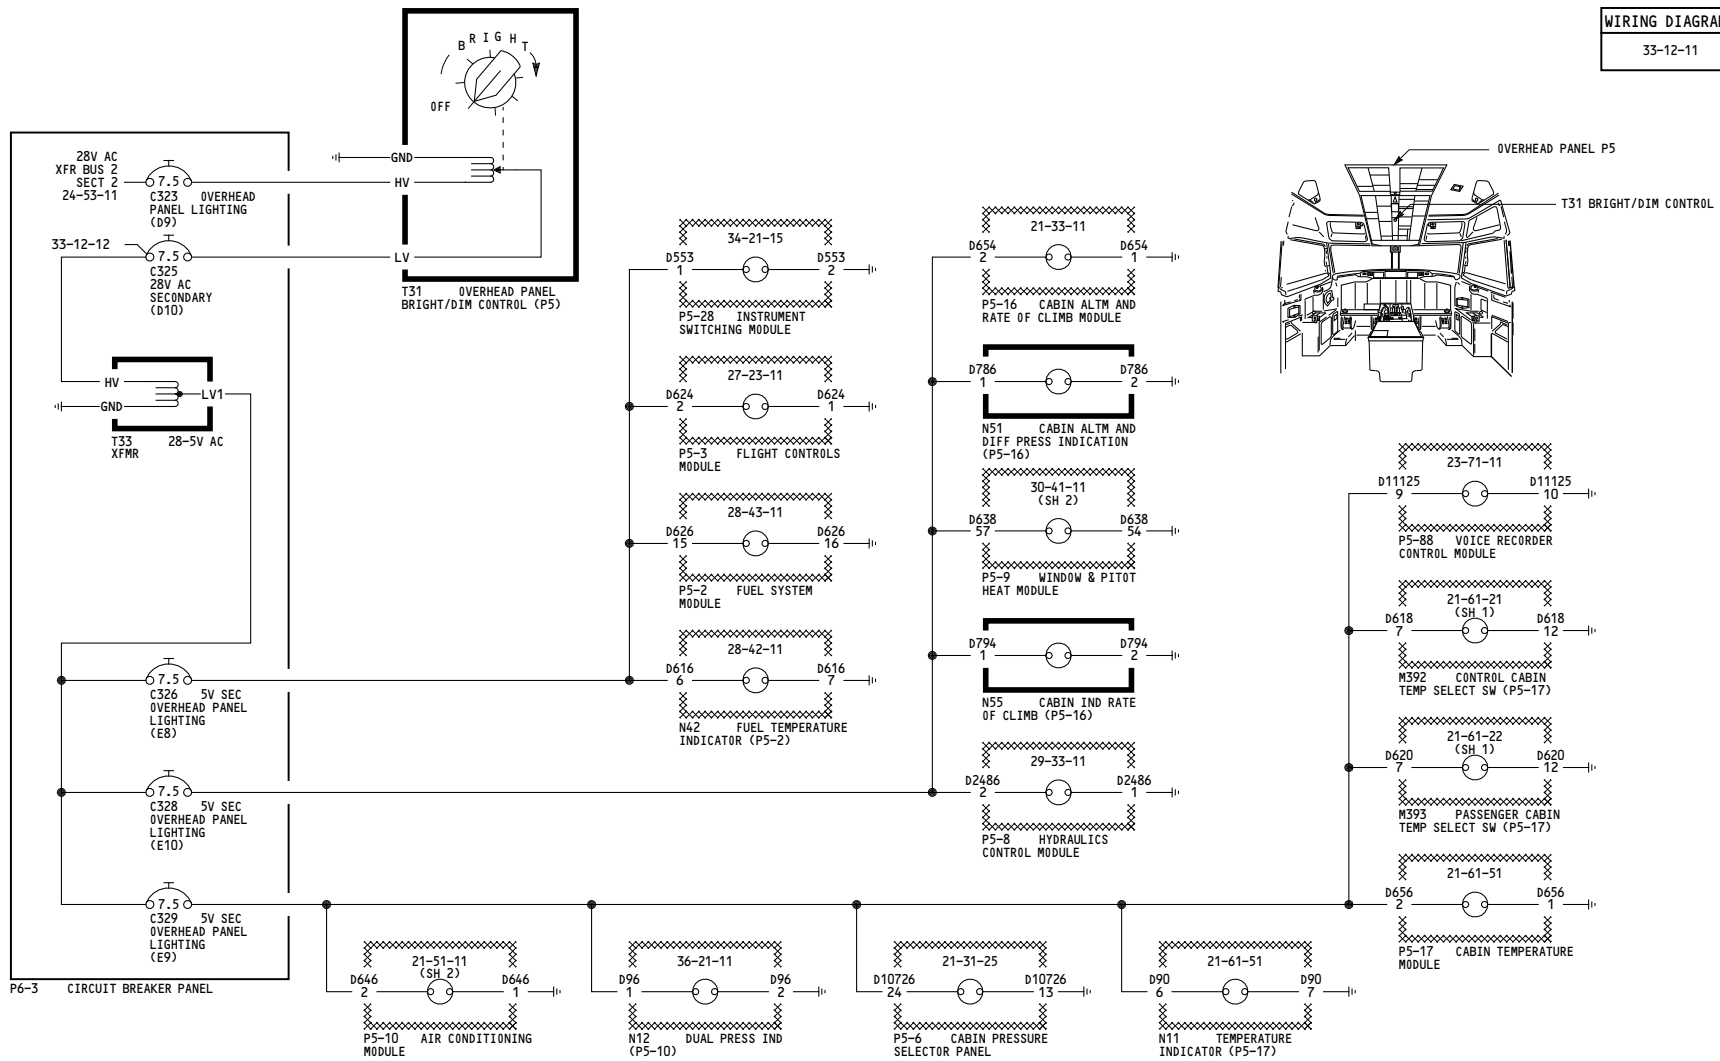 WIRING DIAGRA
33-12-11
B R I G H T
OFF
28V AC
XFR BUS 2
SECT 2
24-53-11
7.5
C323 OVERHEAD
PANEL LIGHTING
(D9)
33-12-12
7.5
C325
28V AC
SECONDARY
(D10)
GND
HV
LV
T31 OVERHEAD PANEL
BRIGHT/DIM CONTROL (P5)
HV
GND
LV1
T33 28-5V AC
XFMR
7.5
C326 5V SEC
OVERHEAD PANEL
LIGHTING
(E8)
7.5
C328 5V SEC
OVERHEAD PANEL
LIGHTING
(E10)
7.5
C329 5V SEC
OVERHEAD PANEL
LIGHTING
(E9)
P6-3 CIRCUIT BREAKER PANEL
34-21-15
D553 D553
1 2
P5-28 INSTRUMENT
SWITCHING MODULE
27-23-11
D624 D624
2 1
P5-3 FLIGHT CONTROLS
MODULE
28-43-11
D626 D626
15 16
P5-2 FUEL SYSTEM
MODULE
28-42-11
D616 D616
6 7
N42 FUEL TEMPERATURE
INDICATOR (P5-2)
21-33-11
D654 D654
2 1
P5-16 CABIN ALTM AND
RATE OF CLIMB MODULE
D786 D786
1 2
N51 CABIN ALTM AND
DIFF PRESS INDICATION
(P5-16)
30-41-11
(SH 2)
D638 D638
57 54
P5-9 WINDOW & PITOT
HEAT MODULE
D794 D794
1 2
N55 CABIN IND RATE
OF CLIMB (P5-16)
29-33-11
D2486 D2486
2 1
P5-8 HYDRAULICS
CONTROL MODULE
OVERHEAD PANEL P5
T31 BRIGHT/DIM CONTROL
23-71-11
D11125 D11125
9 10
P5-88 VOICE RECORDER
CONTROL MODULE
21-61-21
(SH 1)
D618 D618
7 12
M392 CONTROL CABIN
TEMP SELECT SW (P5-17)
21-61-22
(SH 1)
D620 D620
7 12
M393 PASSENGER CABIN
TEMP SELECT SW (P5-17)
21-61-51
D656 D656
2 1
P5-17 CABIN TEMPERATURE
MODULE
21-51-11
(SH 2)
D646 D646
2 1
P5-10 AIR CONDITIONING
MODULE
36-21-11
D96 D96
1 2
N12 DUAL PRESS IND
(P5-10)
21-31-25
D10726 D10726
24 13
P5-6 CABIN PRESSURE
SELECTOR PANEL
21-61-51
D90 D90
6 7
N11 TEMPERATURE
INDICATOR (P5-17)